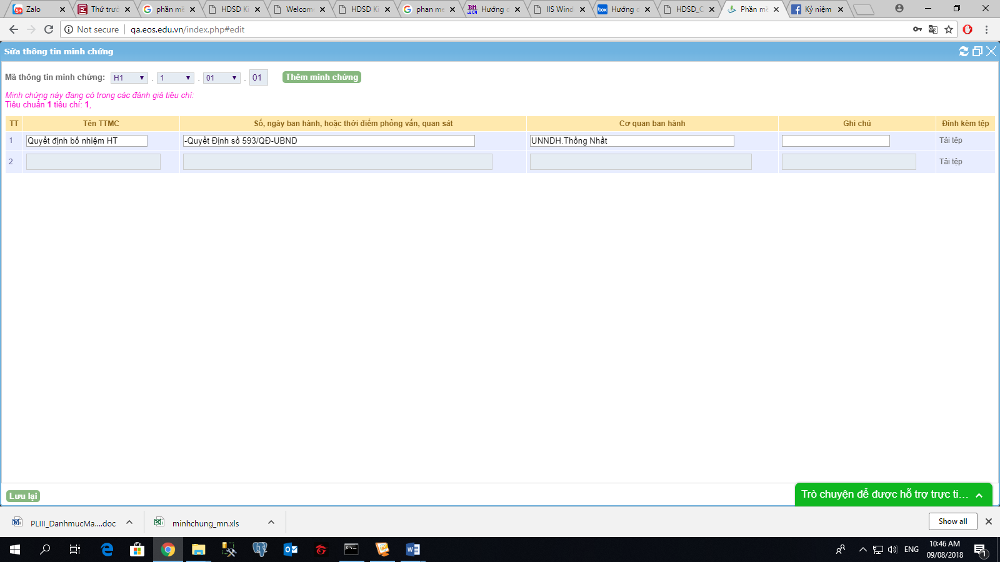 Zalo
Thứ trưở
phần mề
HDSD Ki
Welcome
HDSD Ki
phan me
BH .edu
Hướng d
IIS Wind
box
Hướng d
HDSD_C
Phần mề
Kỷ niệm
Not secure
qa.eos.edu.vn/index.php#edit
Sửa thông tin minh chứng
Mã thông tin minh chứng: H1 . 1 . 01 . 01 Thêm minh chứng
Minh chứng này đang có trong các đánh giá tiêu chí:
Tiêu chuẩn 1 tiêu chí: 1,
TT Tên TTMC Số, ngày ban hành, hoặc thời điểm phỏng vấn, quan sát Cơ quan ban hành Ghi chú Đính kèm tệp
1 Quyết định bổ nhiệm HT -Quyết Định số 593/QĐ-UBND UNNDH.Thống Nhất Tải tệp
2 Tải tệp
Lưu lại
Trò chuyện để được hỗ trợ trực ti...
PLIII_DanhmucMa....doc
minhchung_mn.xls
Show all
ENG
10:46 AM
09/08/2018
1